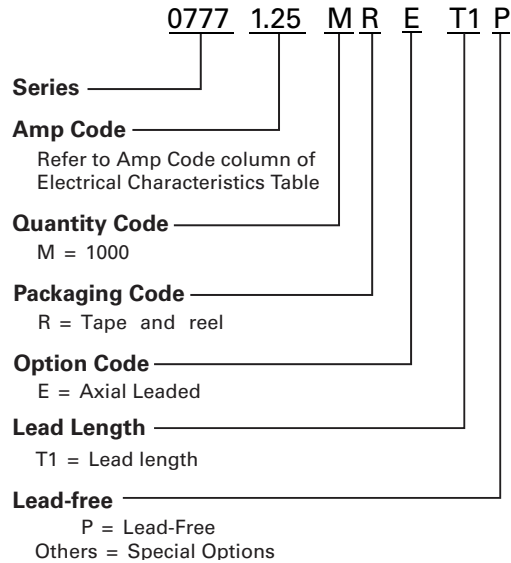 0777 1.25 M R E T1 P
Series
Amp Code
Refer to Amp Code column of
Electrical Characteristics Table
Quantity Code
M = 1000
Packaging Code
R = Tape and reel
Option Code
E = Axial Leaded
Lead Length
T1 = Lead length
Lead-free
P = Lead-Free
Others = Special Options